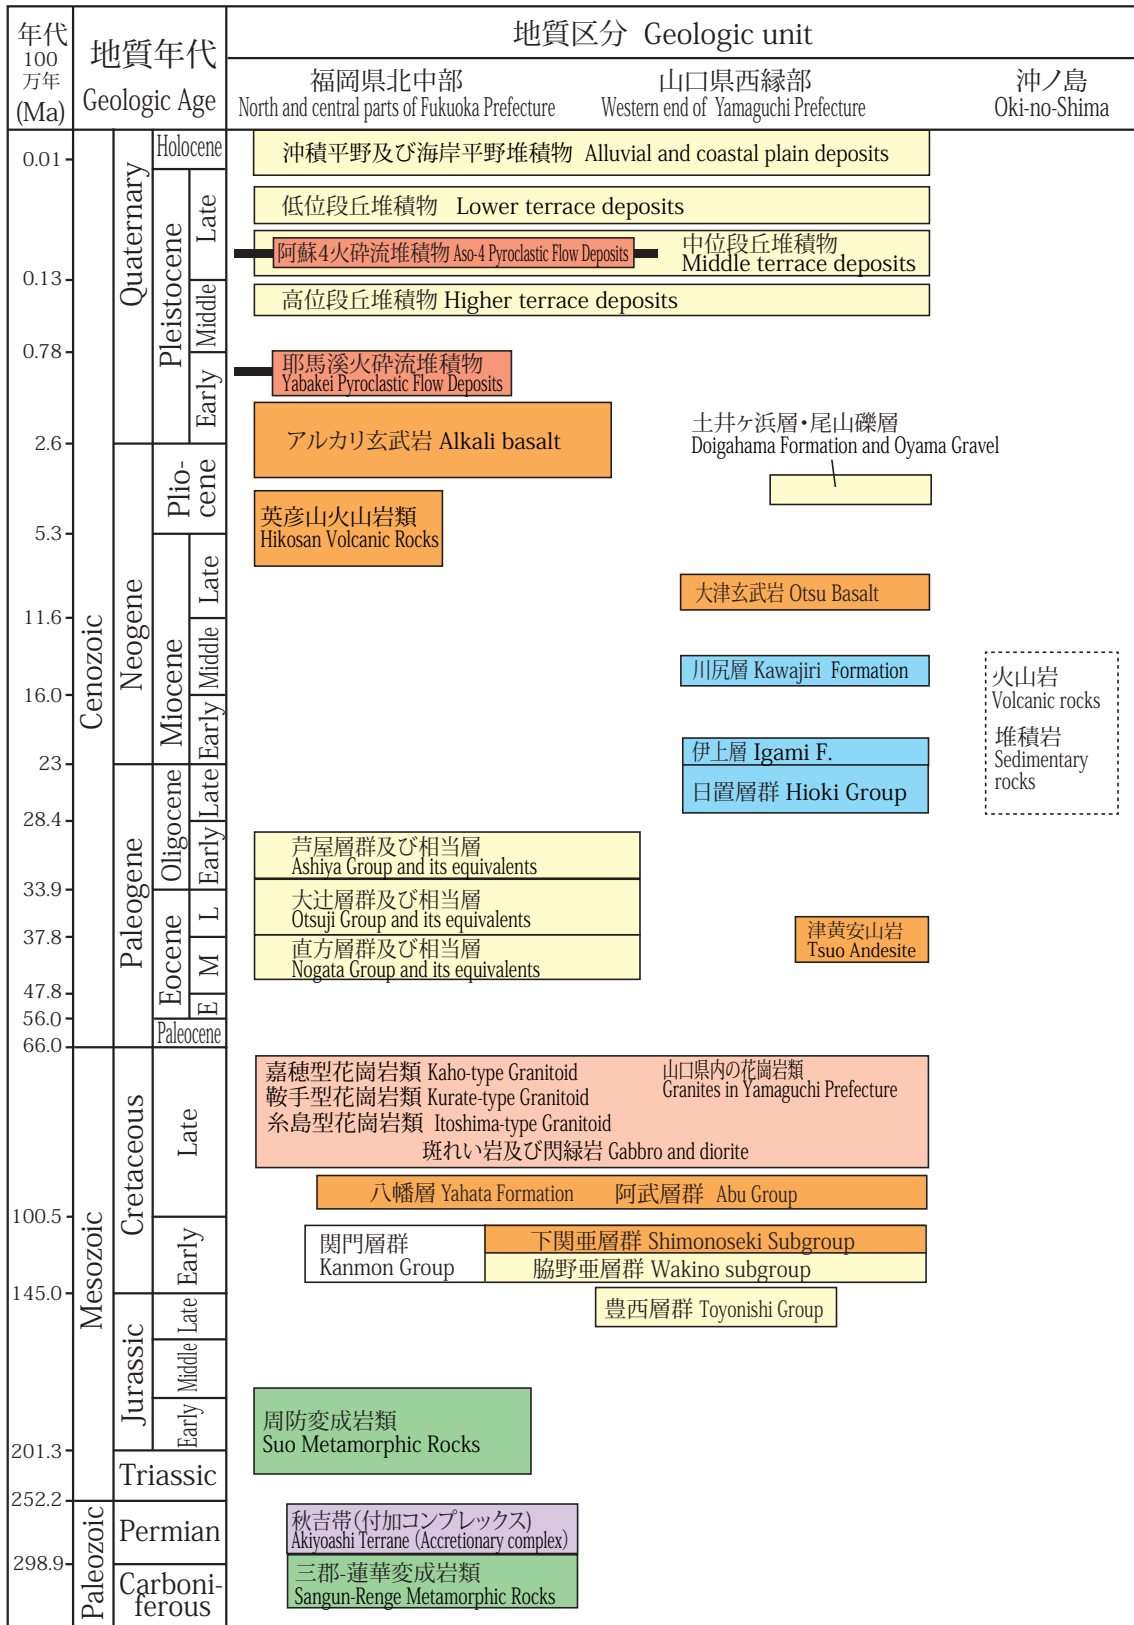 年代
100
万年
(Ma)
地質年代
Geologic Age
地質区分 Geologic unit
福岡県北中部
North and central parts of Fukuoka Prefecture
山口県西縁部
Western end of Yamaguchi Prefecture
沖ノ島
Oki-no-Shima
0.01
0.13
0.78
2.6
5.3
11.6
16.0
23
28.4
33.9
37.8
47.8
56.0
66.0
100.5
145.0
201.3
252.2
298.9
Cenozoic
Mesozoic
Paleozoic
Quaternary
Neogene
Paleogene
Cretaceous
Jurassic
Triassic
Permian
Carboni-
ferous
Holocene
Pleistocene
Late
Middle
Early
Plio-
cene
Miocene
Late
Middle
Early
Oligocene
Late
Early
Eocene
L
M
E
Paleocene
Late
Early
Late
Middle
Early
沖積平野及び海岸平野堆積物 Alluvial and coastal plain deposits
低位段丘堆積物 Lower terrace deposits
阿蘇4火砕流堆積物 Aso-4 Pyroclastic Flow Deposits
中位段丘堆積物
Middle terrace deposits
高位段丘堆積物 Higher terrace deposits
耶馬溪火砕流堆積物
Yabakei Pyroclastic Flow Deposits
アルカリ玄武岩 Alkali basalt
土井ヶ浜層・尾山礫層
Doigahama Formation and Oyama Gravel
英彦山火山岩類
Hikosan Volcanic Rocks
大津玄武岩 Otsu Basalt
川尻層 Kawajiri Formation
火山岩
Volcanic rocks
堆積岩
Sedimentary
rocks
伊上層 Igami F.
日置層群 Hioki Group
芦屋層群及び相当層
Ashiya Group and its equivalents
大辻層群及び相当層
Otsuji Group and its equivalents
直方層群及び相当層
Nogata Group and its equivalents
津黄安山岩
Tsuo Andesite
嘉穂型花崗岩類 Kaho-type Granitoid
鞍手型花崗岩類 Kurate-type Granitoid
糸島型花崗岩類 Itoshima-type Granitoid
山口県内の花崗岩類
Granites in Yamaguchi Prefecture
斑れい岩及び閃緑岩 Gabbro and diorite
八幡層 Yahata Formation
阿武層群 Abu Group
関門層群
Kanmon Group
下関亜層群 Shimonoseki Subgroup
脇野亜層群 Wakino subgroup
豊西層群 Toyonishi Group
周防変成岩類
Suo Metamorphic Rocks
秋吉帯(付加コンプレックス)
Akiyoashi Terrane (Accretionary complex)
三郡-蓮華変成岩類
Sangun-Renge Metamorphic Rocks